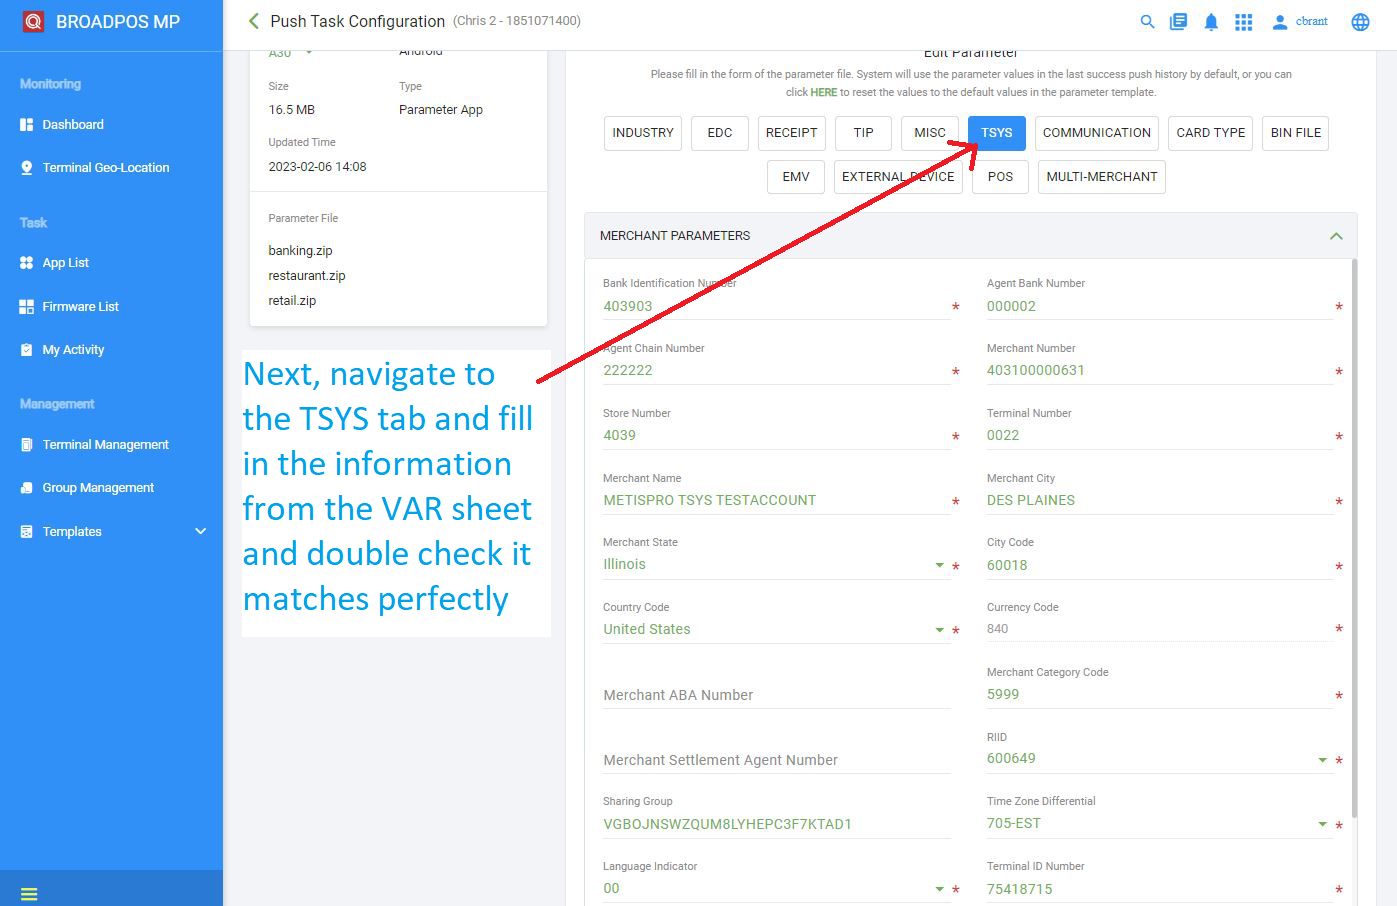 BROADPOS MP
Push Task Configuration (Chris 2 - 1851071400)
cbrant
Monitoring
Dashboard
Terminal Geo-Location
Task
App List
Firmware List
My Activity
Management
Terminal Management
Group Management
Templates
A30
Android
Size
Type
16.5 MB
Parameter App
Updated Time
2023-02-06 14:08
Parameter File
banking.zip
restaurant.zip
retail.zip
Next, navigate to
the TSYS tab and fill
in the information
from the VAR sheet
and double check it
matches perfectly
Edit Parameter
Please fill in the form of the parameter file. System will use the parameter values in the last success push history by default, or you can
click HERE to reset the values to the default values in the parameter template.
INDUSTRY EDC RECEIPT TIP MISC TSYS COMMUNICATION CARD TYPE BIN FILE
EMV EXTERNAL DEVICE POS MULTI-MERCHANT
MERCHANT PARAMETERS
Bank Identification Number
Agent Bank Number
403903 *
000002 *
Agent Chain Number
Merchant Number
222222 *
403100000631 *
Store Number
Terminal Number
4039 *
0022 *
Merchant Name
Merchant City
METISPRO TSYS TESTACCOUNT *
DES PLAINES *
Merchant State
City Code
Illinois *
60018 *
Country Code
Currency Code
United States *
840 *
Merchant Category Code
Merchant ABA Number
5999 *
RIID
Merchant Settlement Agent Number
600649 *
Sharing Group
Time Zone Differential
VGBOJNSWZQUM8LYHEPC3F7KTAD1
705-EST *
Language Indicator
Terminal ID Number
00 *
75418715 *